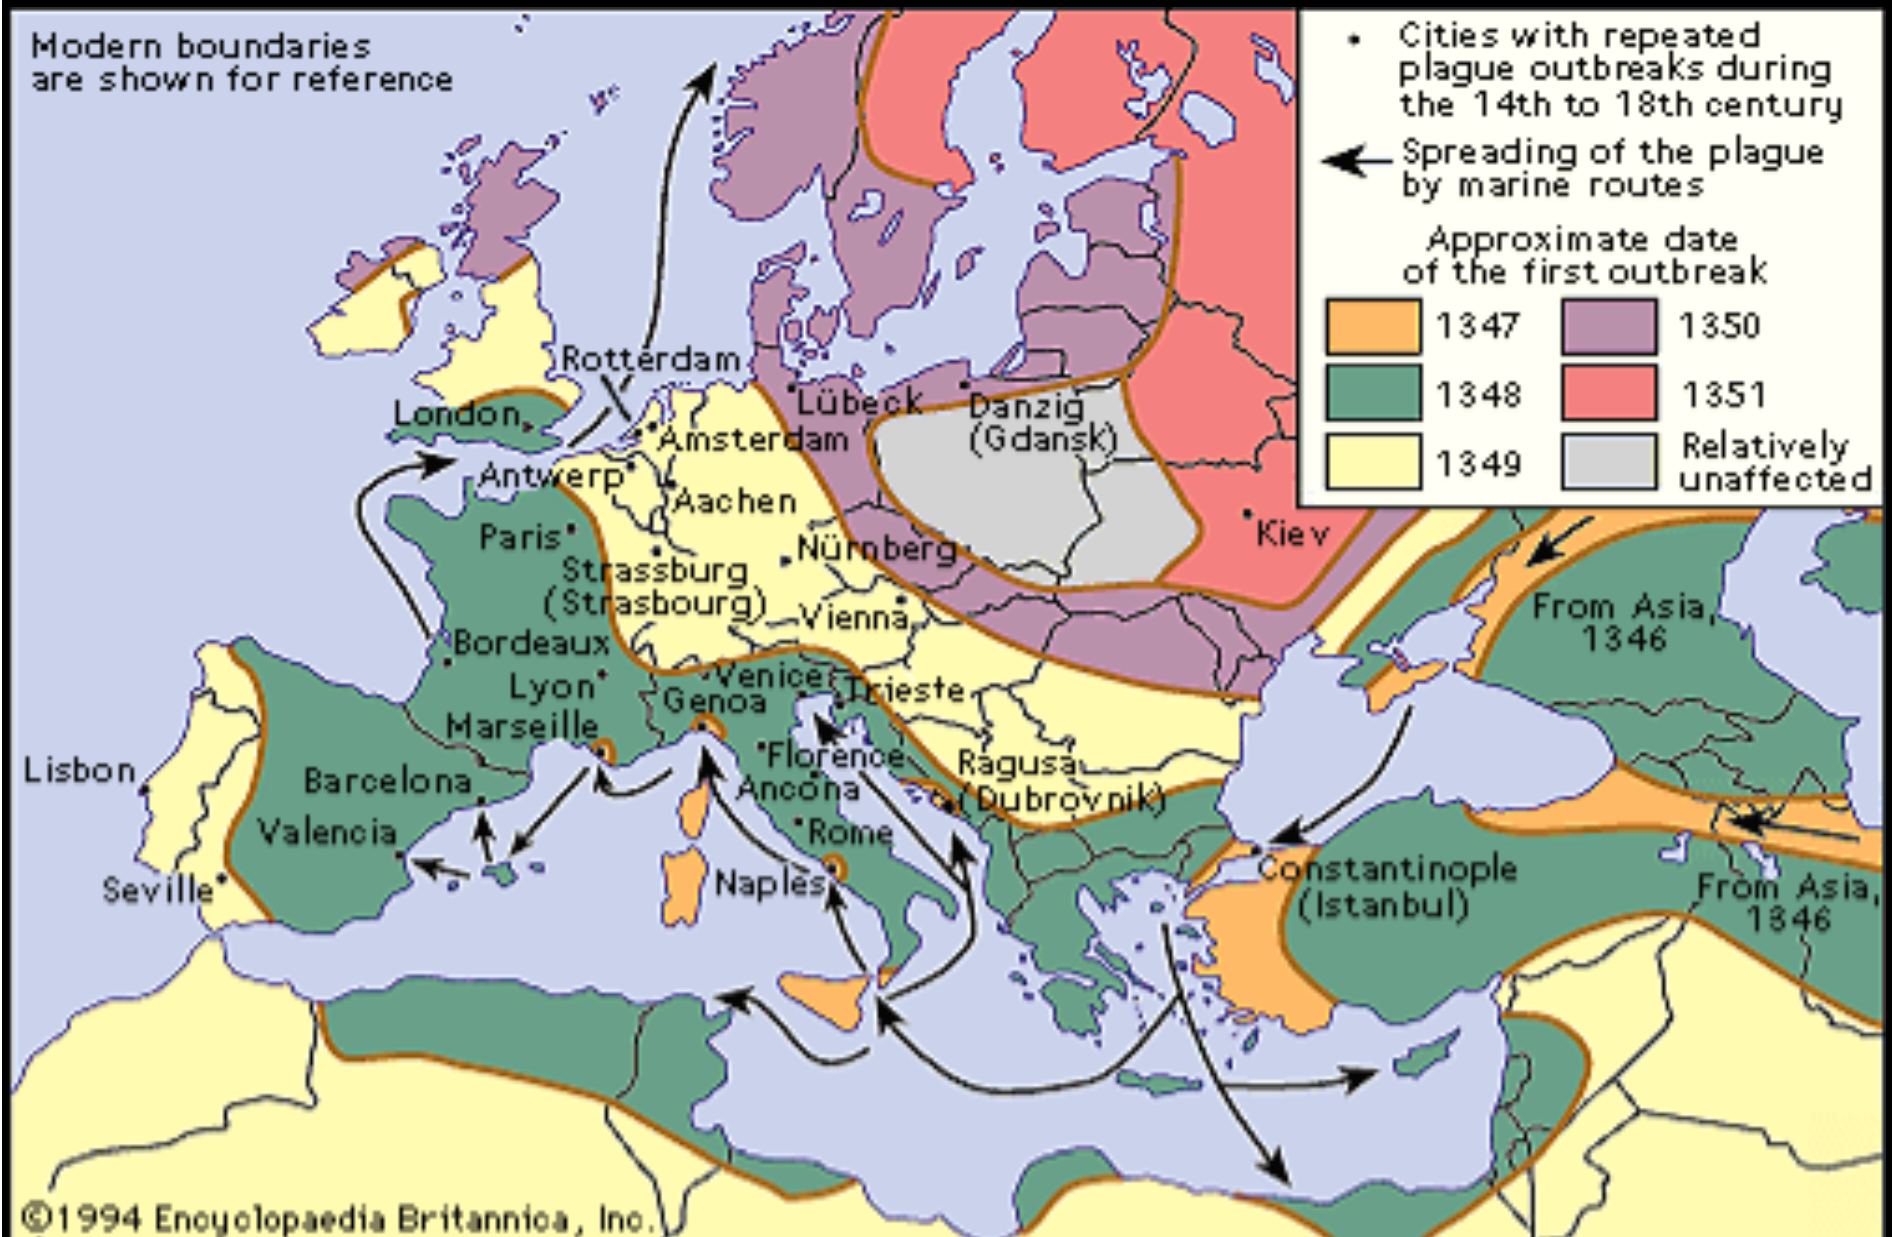 Modern boundaries
are shown for reference
Cities with repeated
plague outbreaks during
the 14th to 18th century
Spreading of the plague
by marine routes
Approximate date
of the first outbreak
1347
1350
1348
1351
1349
Relatively
unaffected
Rotterdam
Lübeck
Danzig
(Gdansk)
London
Amsterdam
Antwerp
Aachen
Paris
Nürnberg
Kiev
Strassburg
(Strasbourg)
Vienna
From Asia,
1346
Bordeaux
Lyon
Venice
Trieste
Genoa
Marseille
Lisbon
Barcelona
Florence
Ragusa
(Dubrovnik)
Ancona
Valencia
Rome
Seville
Naples
Constantinople
(Istanbul)
From Asia,
1346
©1994 Encyclopaedia Britannica, Inc.